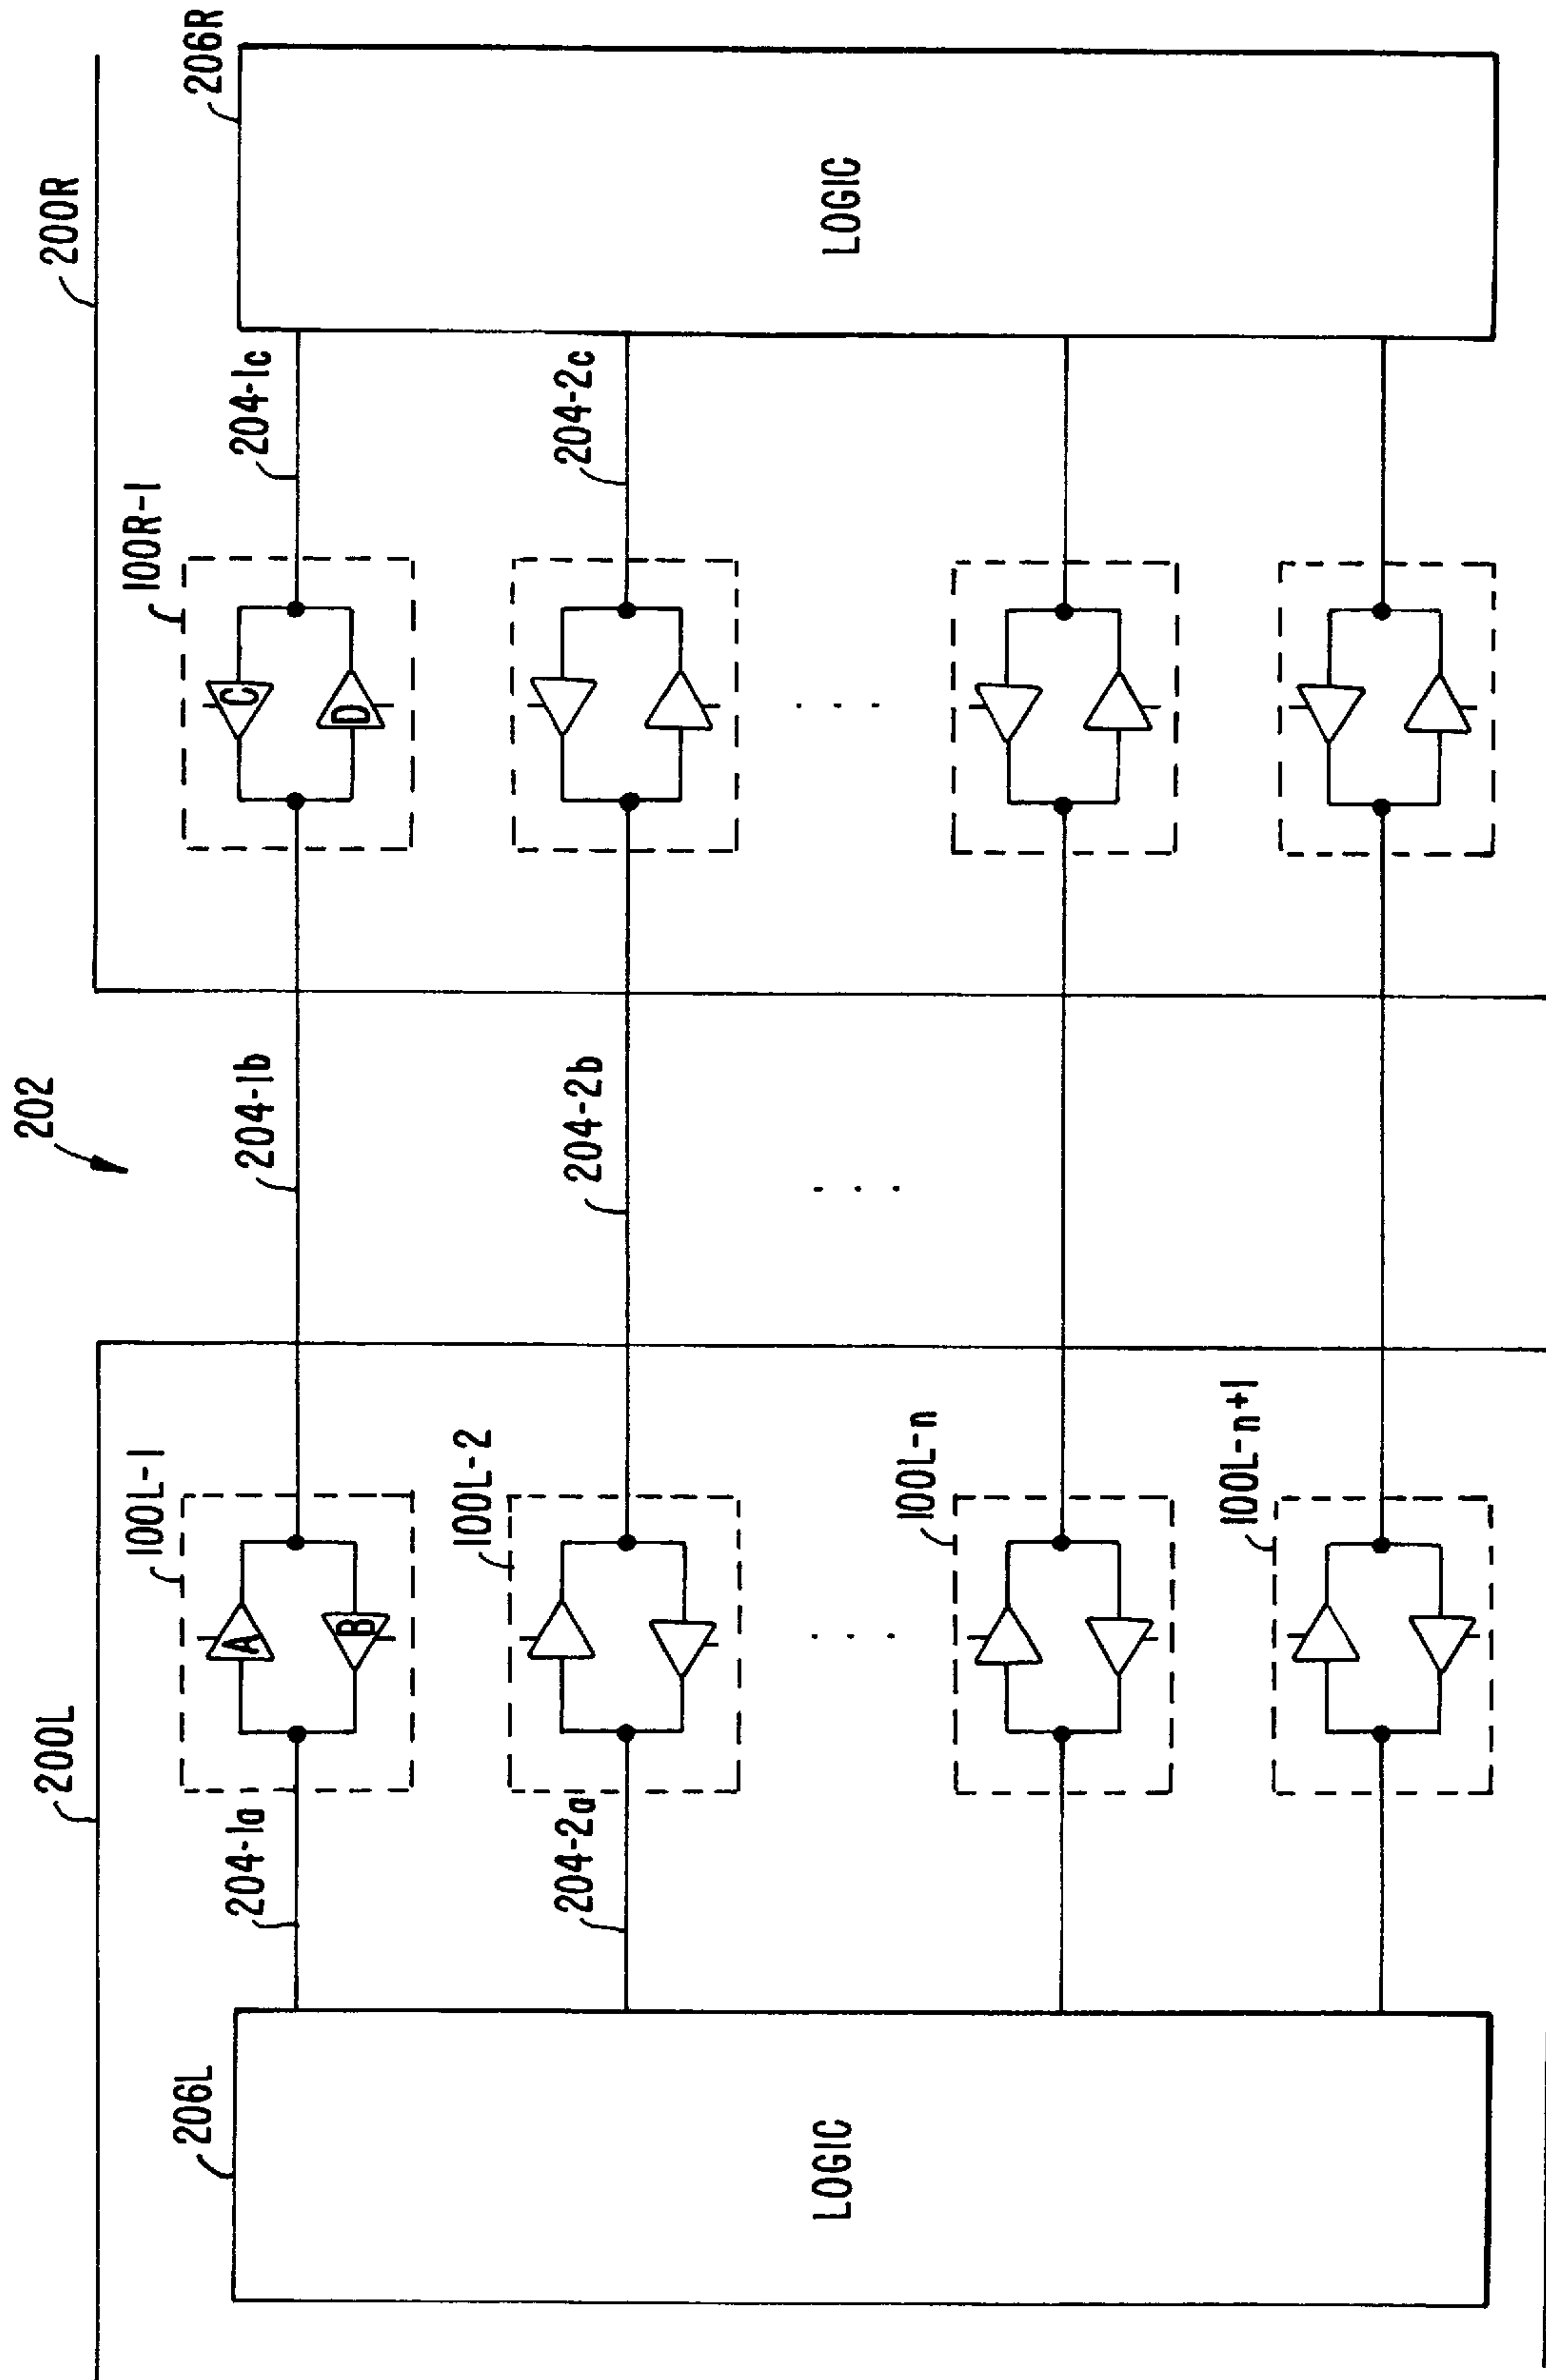 200L
202
200R
206L
204-1a
100L-1
204-1b
100R-1
204-1c
206R
A
B
C
D
204-2a
100L-2
204-2b
204-2c
LOGIC
. . .
. . .
. . .
LOGIC
100L-n
100L-n+1